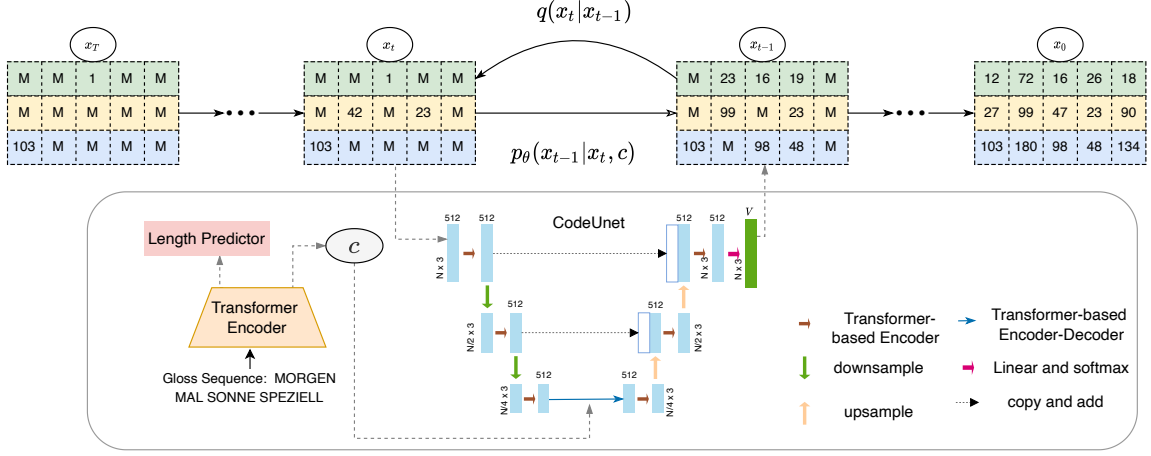 q(x_t|x_{t-1})
x_T
x_t
x_{t-1}
x_0
M M 1 M M
M M 1 M M
M 23 16 19 M
12 72 16 26 18
M M M M M
M 42 M 23 M
M 99 M 23 M
27 99 47 23 90
103 M M M M
103 M M M M
103 M 98 48 M
103 180 98 48 134
p_θ(x_{t-1}|x_t, c)
CodeUnet
512 512
512 512
V
N x 3
N x 3
N x 3
Length Predictor
c
Transformer
Encoder
Gloss Sequence: MORGEN
MAL SONNE SPEZIELL
512
512
N/2 x 3
N/2 x 3
512
512
N/4 x 3
N/4 x 3
Transformer-
based Encoder
Transformer-based
Encoder-Decoder
downsample
Linear and softmax
upsample
copy and add